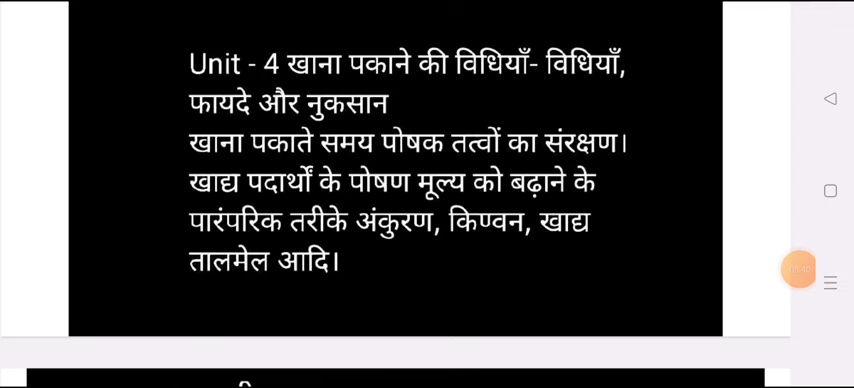 Unit - 4 खाना पकाने की विधियाँ- विधियाँ,
फायदे और नुकसान
खाना पकाते समय पोषक तत्वों का संरक्षण।
खाद्य पदार्थों के पोषण मूल्य को बढ़ाने के
पारंपरिक तरीके अंकुरण, किण्वन, खाद्य
तालमेल आदि।